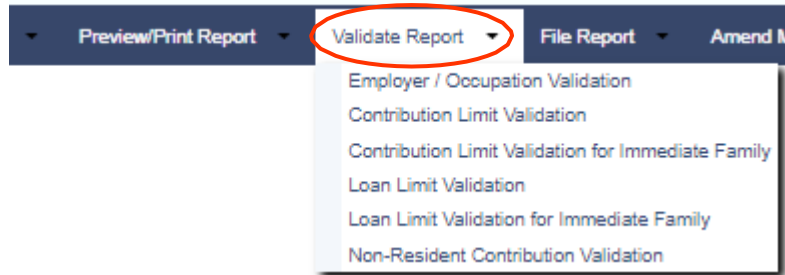 Preview/Print Report Validate Report File Report Amend
Employer / Occupation Validation
Contribution Limit Validation
Contribution Limit Validation for Immediate Family
Loan Limit Validation
Loan Limit Validation for Immediate Family
Non-Resident Contribution Validation